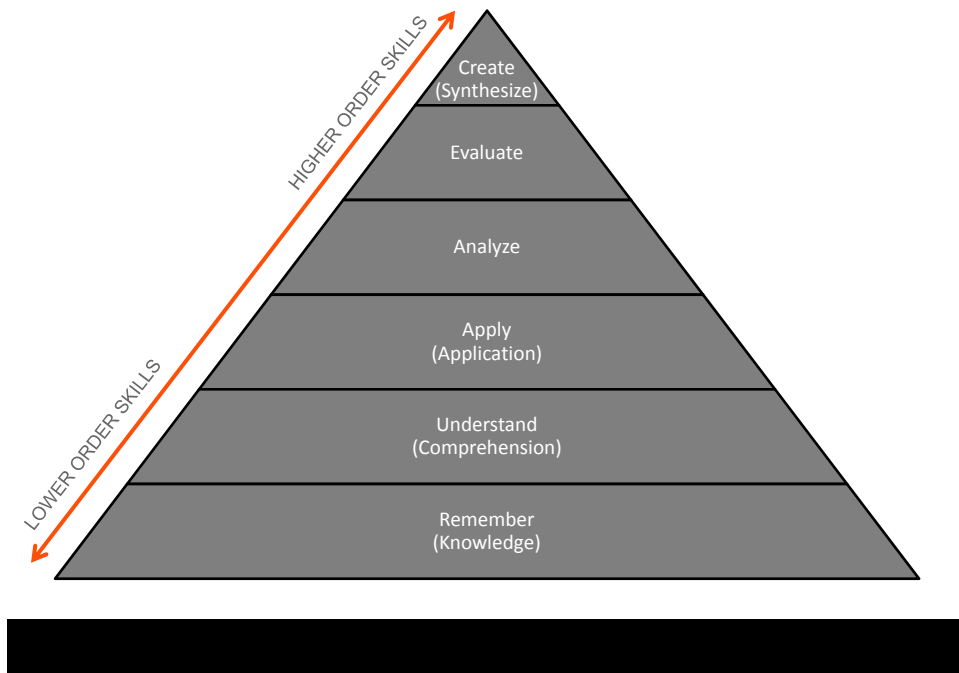 HIGHER ORDER SKILLS
LOWER ORDER SKILLS
Create
(Synthesize)
Evaluate
Analyze
Apply
(Application)
Understand
(Comprehension)
Remember
(Knowledge)